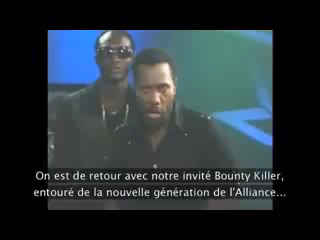 On est de retour avec notre invité Bounty Killer,
entouré de la nouvelle génération de l'Alliance...